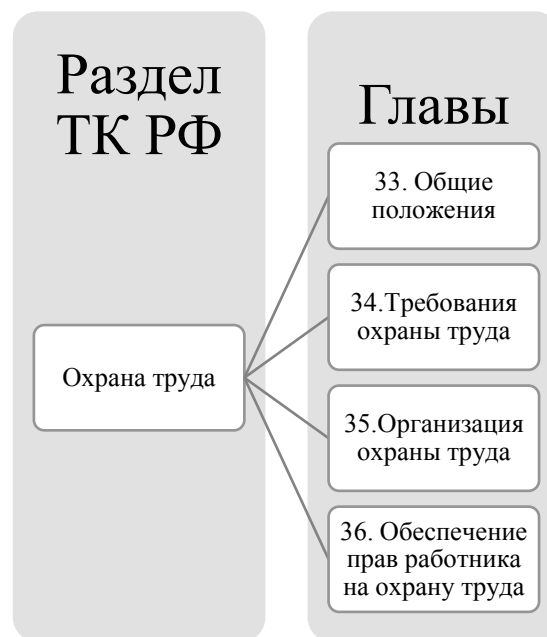 Раздел
ТК РФ
Охрана труда
Главы
33. Общие
положения
34.Требования
охраны труда
35.Организация
охраны труда
36. Обеспечение
прав работника
на охрану труда